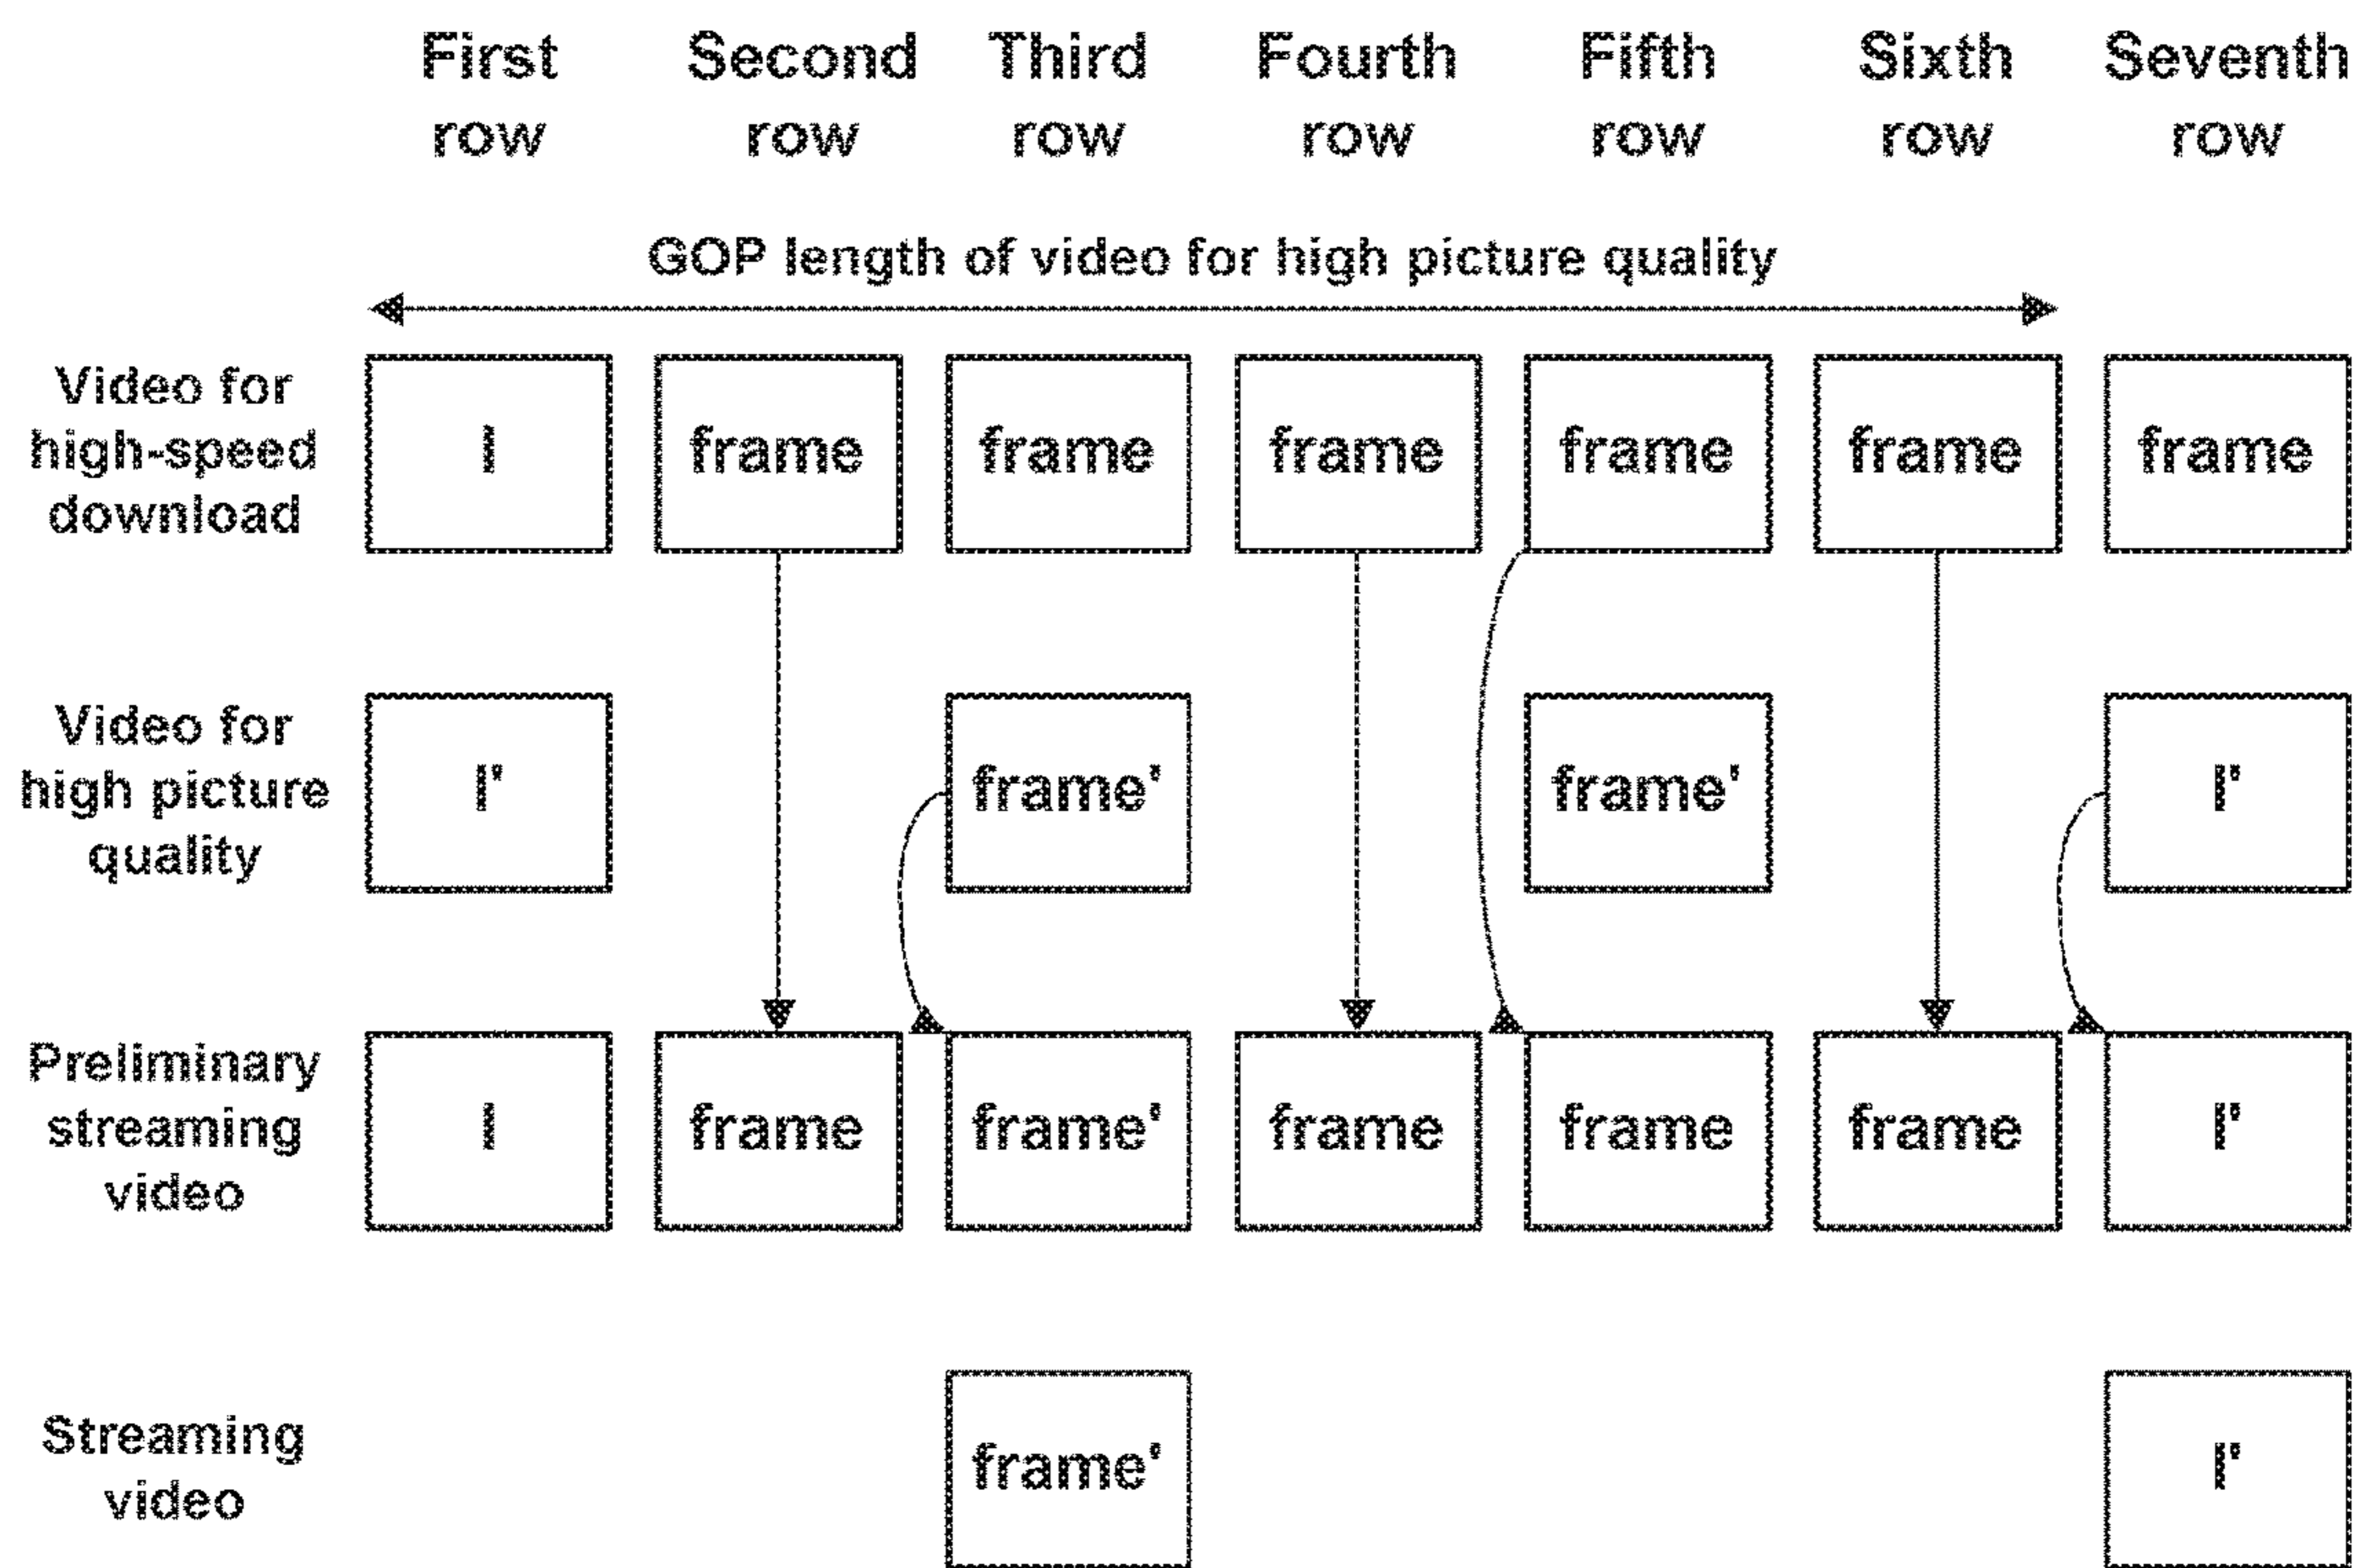 First Second Third Fourth Fifth Sixth Seventh
row row row row row row row
GOP length of video for high picture quality
Video for
high-speed
download
I frame frame frame frame frame frame
Video for
high picture
quality
I' frame' frame' I'
Preliminary
streaming
video
I frame frame' frame frame frame I'
Streaming
video
frame' I'